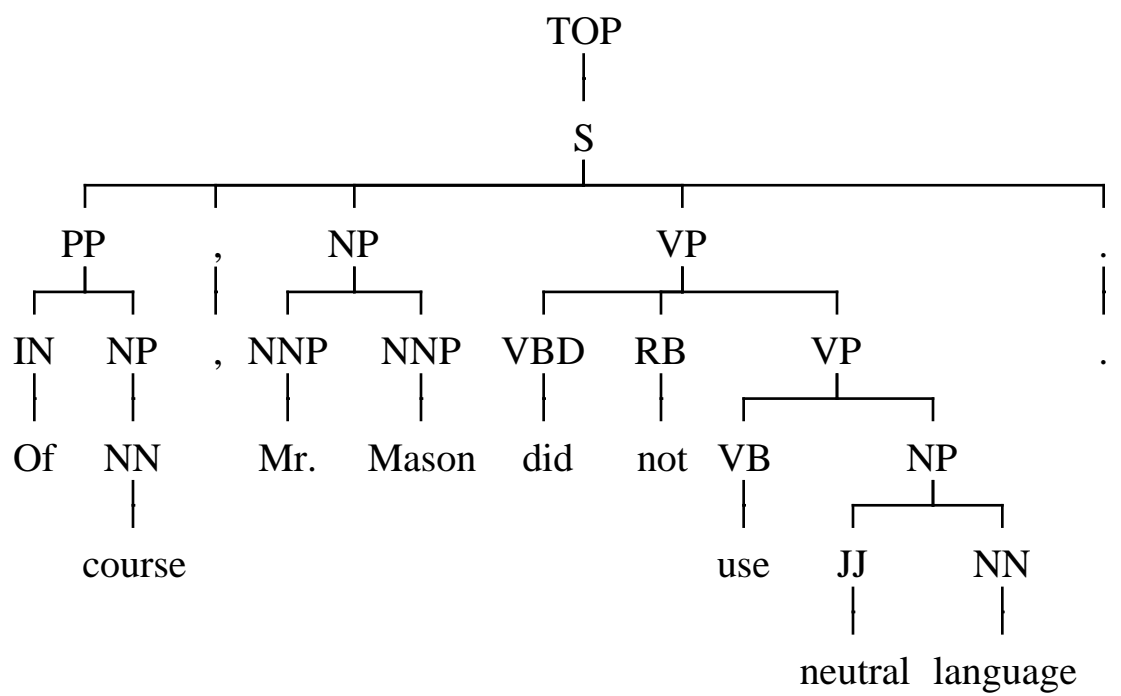 TOP
S
PP , NP VP .
IN NP , NNP NNP VBD RB VP .
Of NN Mr. Mason did not VB NP
course use JJ NN
neutral language